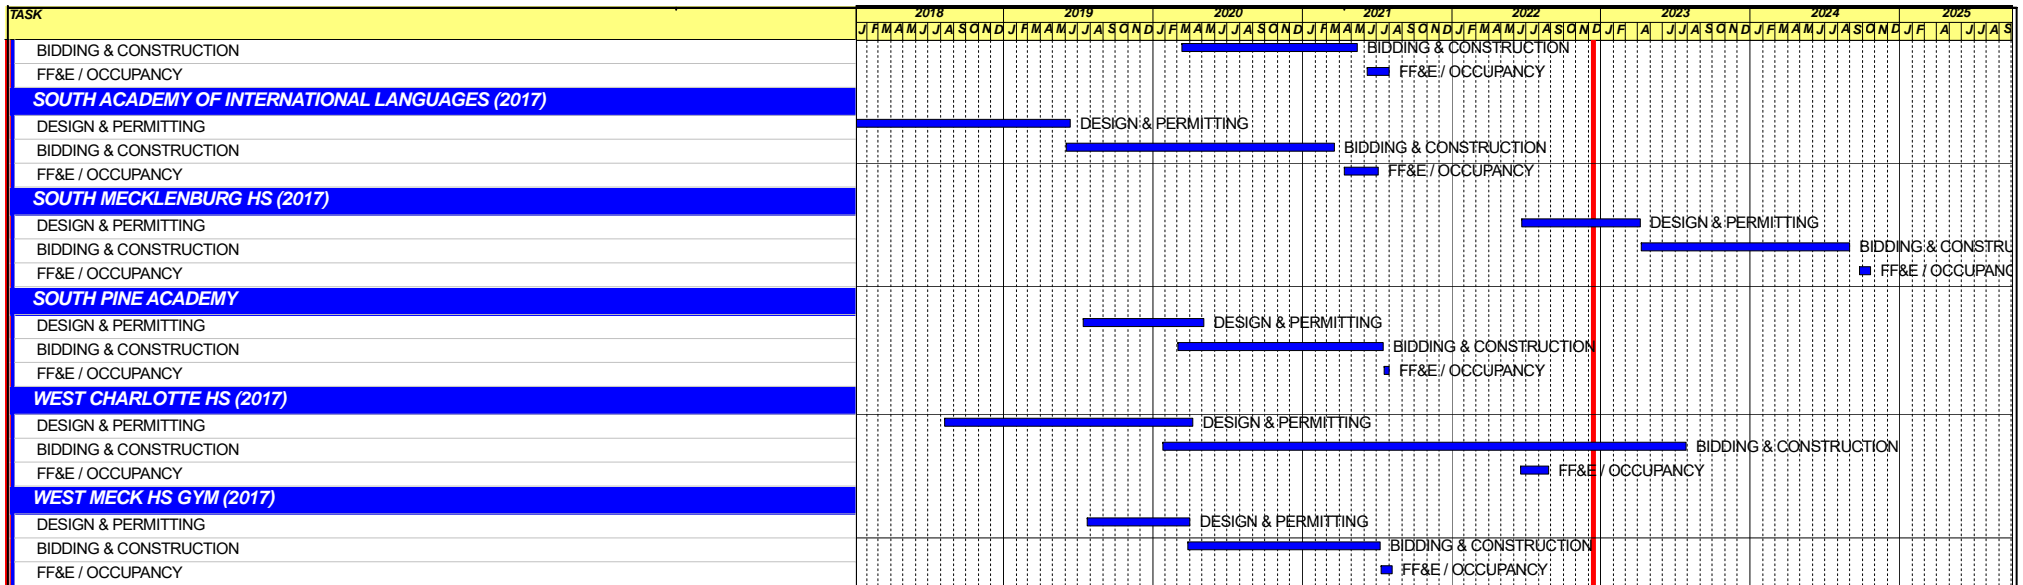 TASK 2018 2019 2020 2021 2022 2023 2024 2025
J F M A M J J A S O N D J F M A M J J A S O N D J F M A M J J A S O N D J F M A M J J A S O N D J F M A M J J A S O N D J F A J J A S O N D J F M A M J J A S O N D J F A J J A S
BIDDING & CONSTRUCTION BIDDING & CONSTRUCTION
FF&E / OCCUPANCY FF&E / OCCUPANCY
SOUTH ACADEMY OF INTERNATIONAL LANGUAGES (2017)
DESIGN & PERMITTING DESIGN & PERMITTING
BIDDING & CONSTRUCTION BIDDING & CONSTRUCTION
FF&E / OCCUPANCY FF&E / OCCUPANCY
SOUTH MECKLENBURG HS (2017)
DESIGN & PERMITTING DESIGN & PERMITTING
BIDDING & CONSTRUCTION BIDDING & CONSTRU
FF&E / OCCUPANCY FF&E / OCCUPANC
SOUTH PINE ACADEMY
DESIGN & PERMITTING DESIGN & PERMITTING
BIDDING & CONSTRUCTION BIDDING & CONSTRUCTION
FF&E / OCCUPANCY FF&E / OCCUPANCY
WEST CHARLOTTE HS (2017)
DESIGN & PERMITTING DESIGN & PERMITTING
BIDDING & CONSTRUCTION BIDDING & CONSTRUCTION
FF&E / OCCUPANCY FF&E / OCCUPANCY
WEST MECK HS GYM (2017)
DESIGN & PERMITTING DESIGN & PERMITTING
BIDDING & CONSTRUCTION BIDDING & CONSTRUCTION
FF&E / OCCUPANCY FF&E / OCCUPANCY